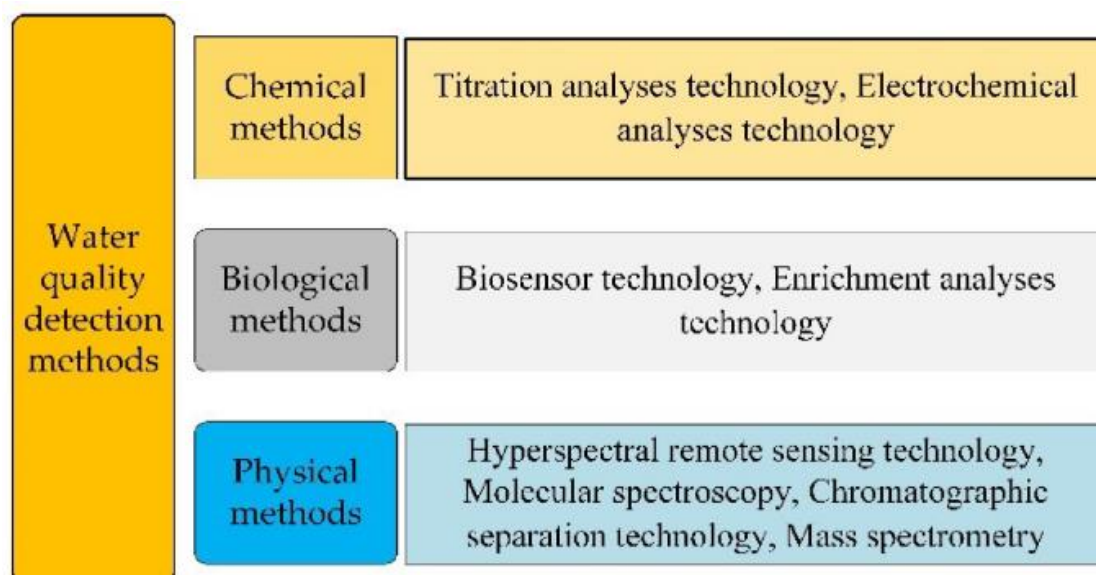 Water
quality
detection
methods
Chemical
methods
Titration analyses technology, Electrochemical
analyses technology
Biological
methods
Biosensor technology, Enrichment analyses
technology
Physical
methods
Hyperspectral remote sensing technology,
Molecular spectroscopy, Chromatographic
separation technology, Mass spectrometry